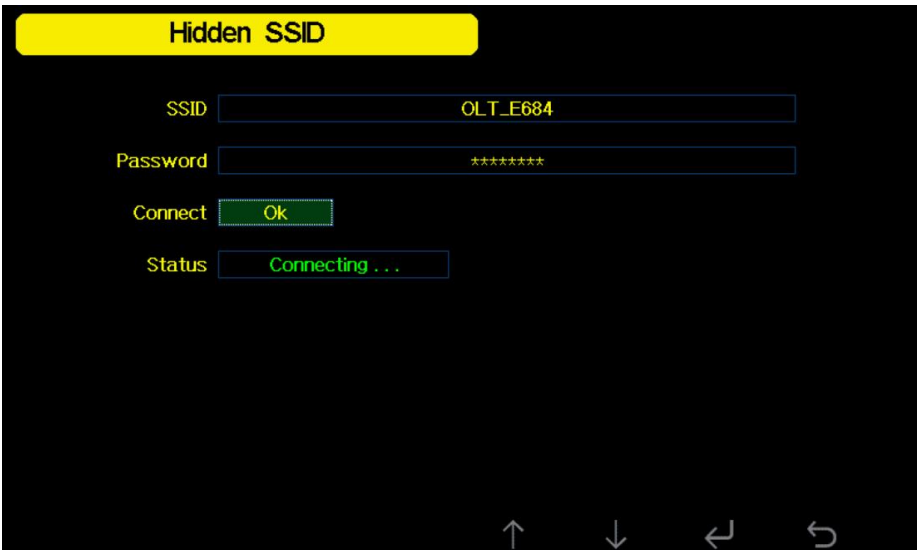 Hidden SSID
SSID OLT_E684
Password ********
Connect Ok
Status Connecting ...